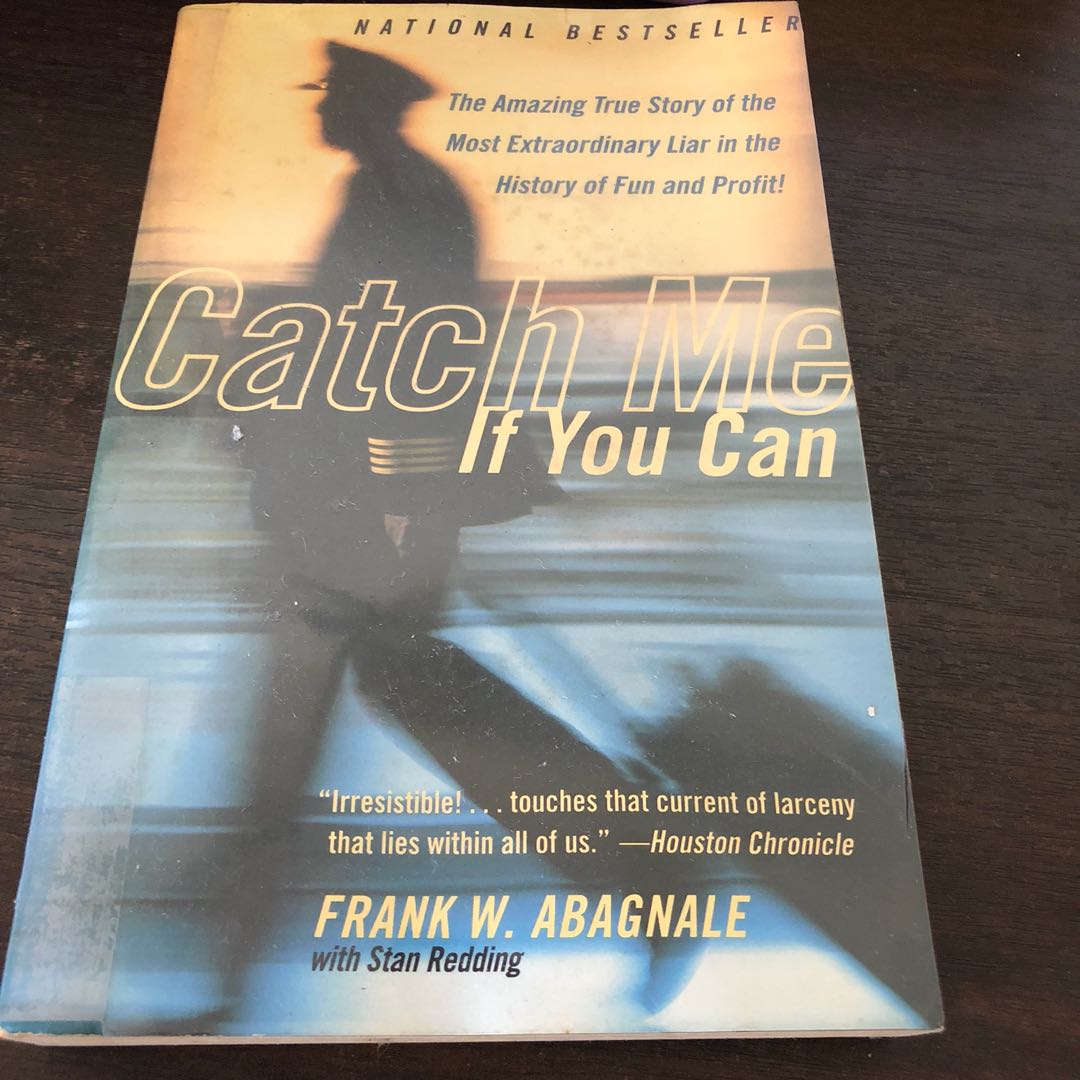 NATIONAL BESTSELLER
The Amazing True Story of the
Most Extraordinary Liar in the
History of Fun and Profit!
Catch Me
If You Can
“Irresistible! . . . touches that current of larceny
that lies within all of us.” —Houston Chronicle
FRANK W. ABAGNALE
with Stan Redding